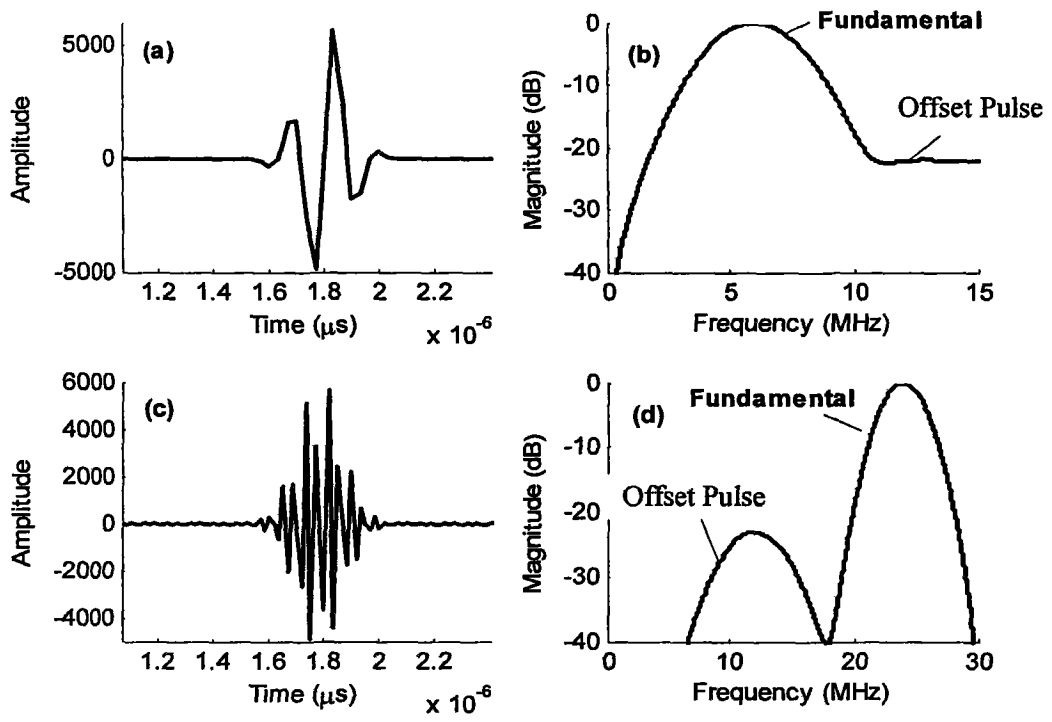 (a)
Amplitude
5000
0
-5000
1.2 1.4 1.6 1.8 2 2.2
Time (μs)
x 10⁻⁶
(b)
Fundamental
Offset Pulse
Magnitude (dB)
0
-10
-20
-30
-40
0 5 10 15
Frequency (MHz)
(c)
Amplitude
6000
4000
2000
0
-2000
-4000
1.2 1.4 1.6 1.8 2 2.2
Time (μs)
x 10⁻⁶
(d)
Fundamental
Offset Pulse
Magnitude (dB)
0
-10
-20
-30
-40
0 10 20 30
Frequency (MHz)